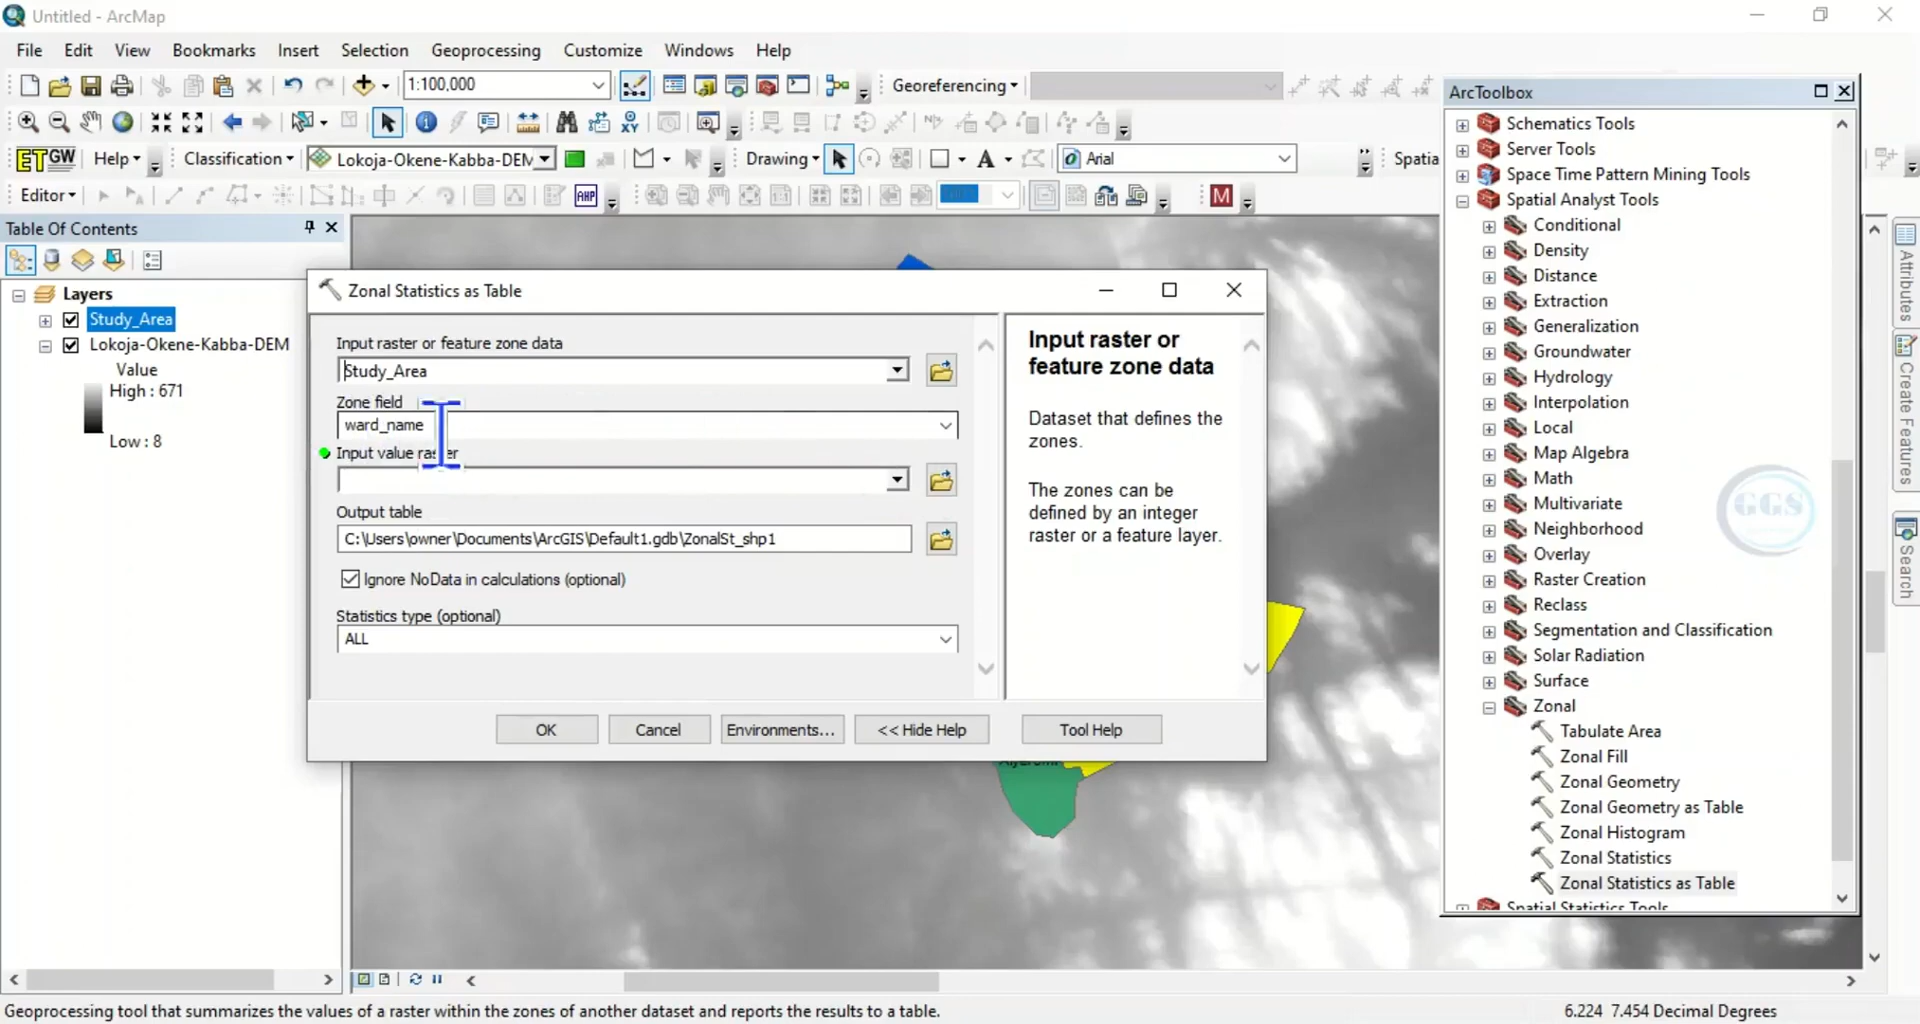 Untitled - ArcMap
File Edit View Bookmarks Insert Selection Geoprocessing Customize Windows Help
1:100,000
Georeferencing
ArcToolbox
ET GW Help Classification Lokoja-Okene-Kabba-DEM Drawing A Arial Spatia
Editor AHP M
Table Of Contents
Layers
Study_Area
Lokoja-Okene-Kabba-DEM
Value
High : 671
Low : 8
Zonal Statistics as Table
Input raster or feature zone data
Study_Area
Zone field
ward_name
Input value raster
Output table
C:\Users\owner\Documents\ArcGIS\Default1.gdb\ZonalSt_shp1
Ignore NoData in calculations (optional)
Statistics type (optional)
ALL
OK Cancel Environments... << Hide Help Tool Help
Input raster or
feature zone data
Dataset that defines the
zones.
The zones can be
defined by an integer
raster or a feature layer.
Schematics Tools
Server Tools
Space Time Pattern Mining Tools
Spatial Analyst Tools
Conditional
Density
Distance
Extraction
Generalization
Groundwater
Hydrology
Interpolation
Local
Map Algebra
Math
Multivariate
Neighborhood
Overlay
Raster Creation
Reclass
Segmentation and Classification
Solar Radiation
Surface
Zonal
Tabulate Area
Zonal Fill
Zonal Geometry
Zonal Geometry as Table
Zonal Histogram
Zonal Statistics
Zonal Statistics as Table
Spatial Statistics Tools
GGS
Attributes
Create Features
Search
Geoprocessing tool that summarizes the values of a raster within the zones of another dataset and reports the results to a table.
6.224 7.454 Decimal Degrees